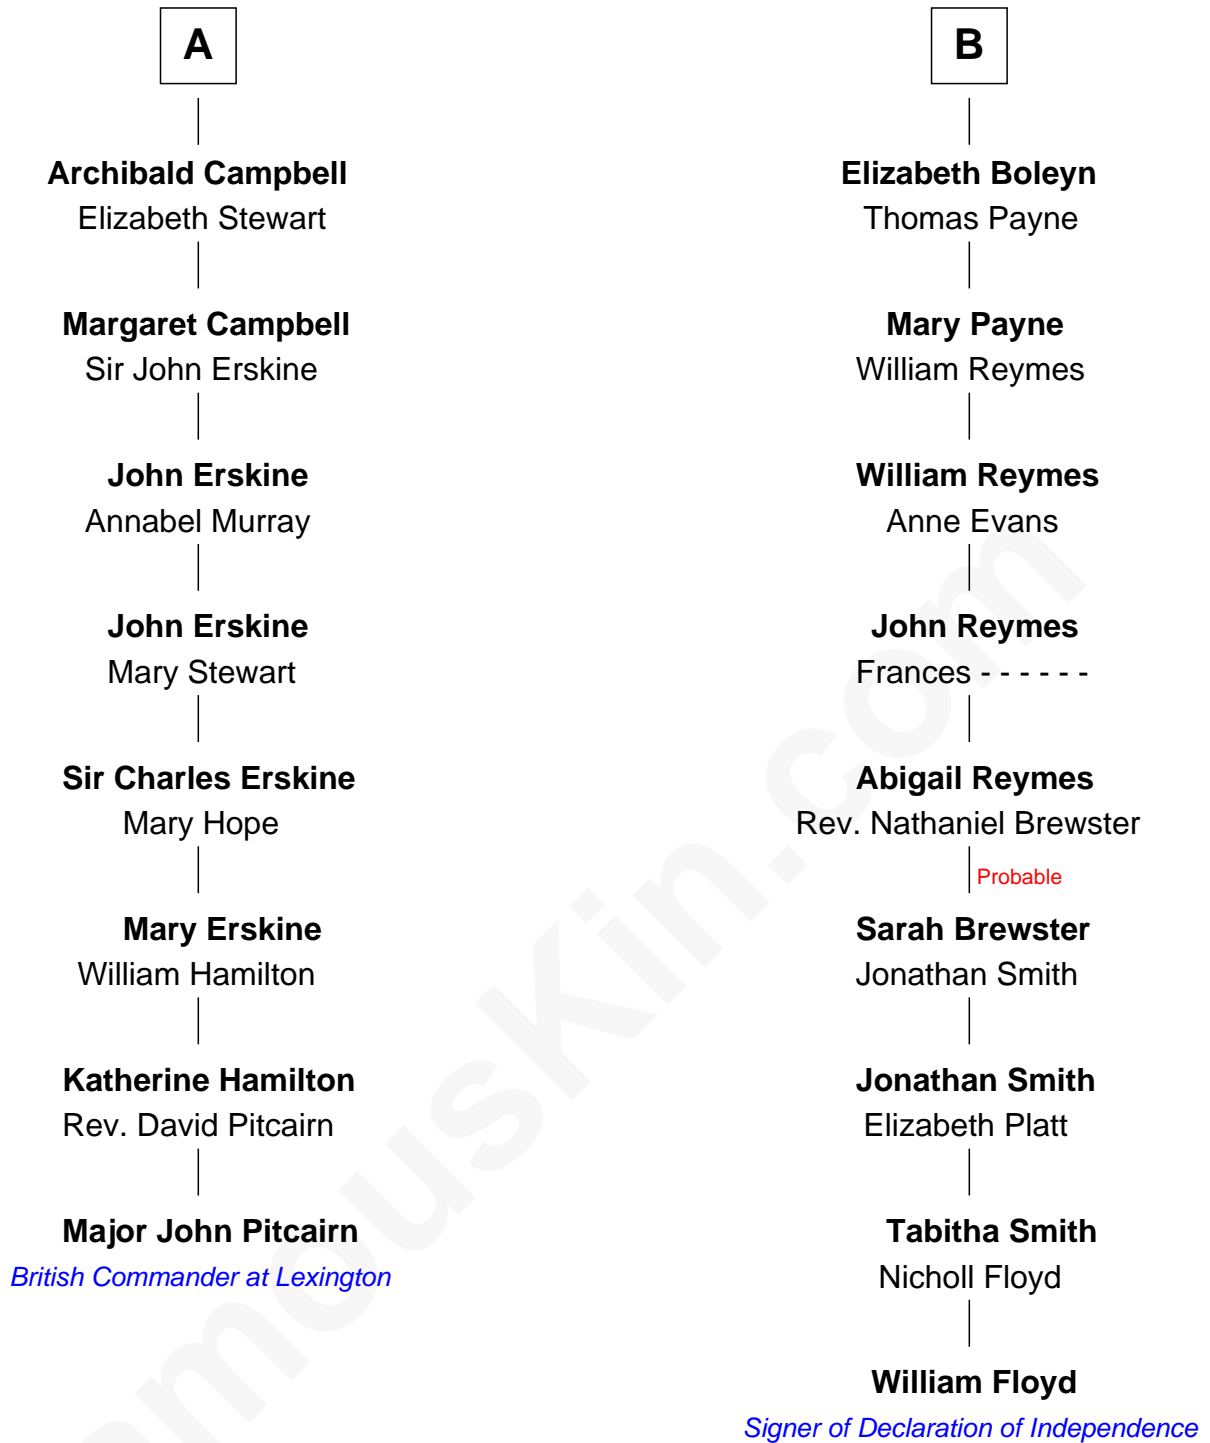 A
Archibald Campbell
Elizabeth Stewart
Margaret Campbell
Sir John Erskine
John Erskine
Annabel Murray
John Erskine
Mary Stewart
Sir Charles Erskine
Mary Hope
Mary Erskine
William Hamilton
Katherine Hamilton
Rev. David Pitcairn
Major John Pitcairn
British Commander at Lexington
B
Elizabeth Boleyn
Thomas Payne
Mary Payne
William Reymes
William Reymes
Anne Evans
John Reymes
Frances - - - - - -
Abigail Reymes
Rev. Nathaniel Brewster
Probable
Sarah Brewster
Jonathan Smith
Jonathan Smith
Elizabeth Platt
Tabitha Smith
Nicholl Floyd
William Floyd
Signer of Declaration of Independence
amousKin.com